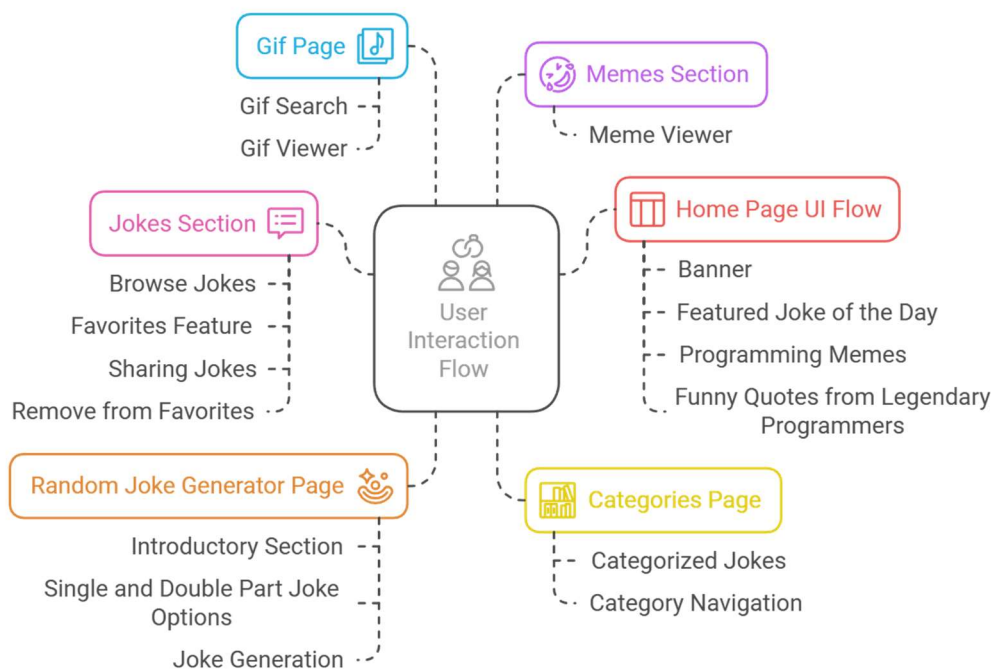 Gif Page
Gif Search
Gif Viewer
Memes Section
Meme Viewer
Jokes Section
Browse Jokes
Favorites Feature
Sharing Jokes
Remove from Favorites
User
Interaction
Flow
Home Page UI Flow
Banner
Featured Joke of the Day
Programming Memes
Funny Quotes from Legendary
Programmers
Random Joke Generator Page
Introductory Section
Single and Double Part Joke
Options
Joke Generation
Categories Page
Categorized Jokes
Category Navigation